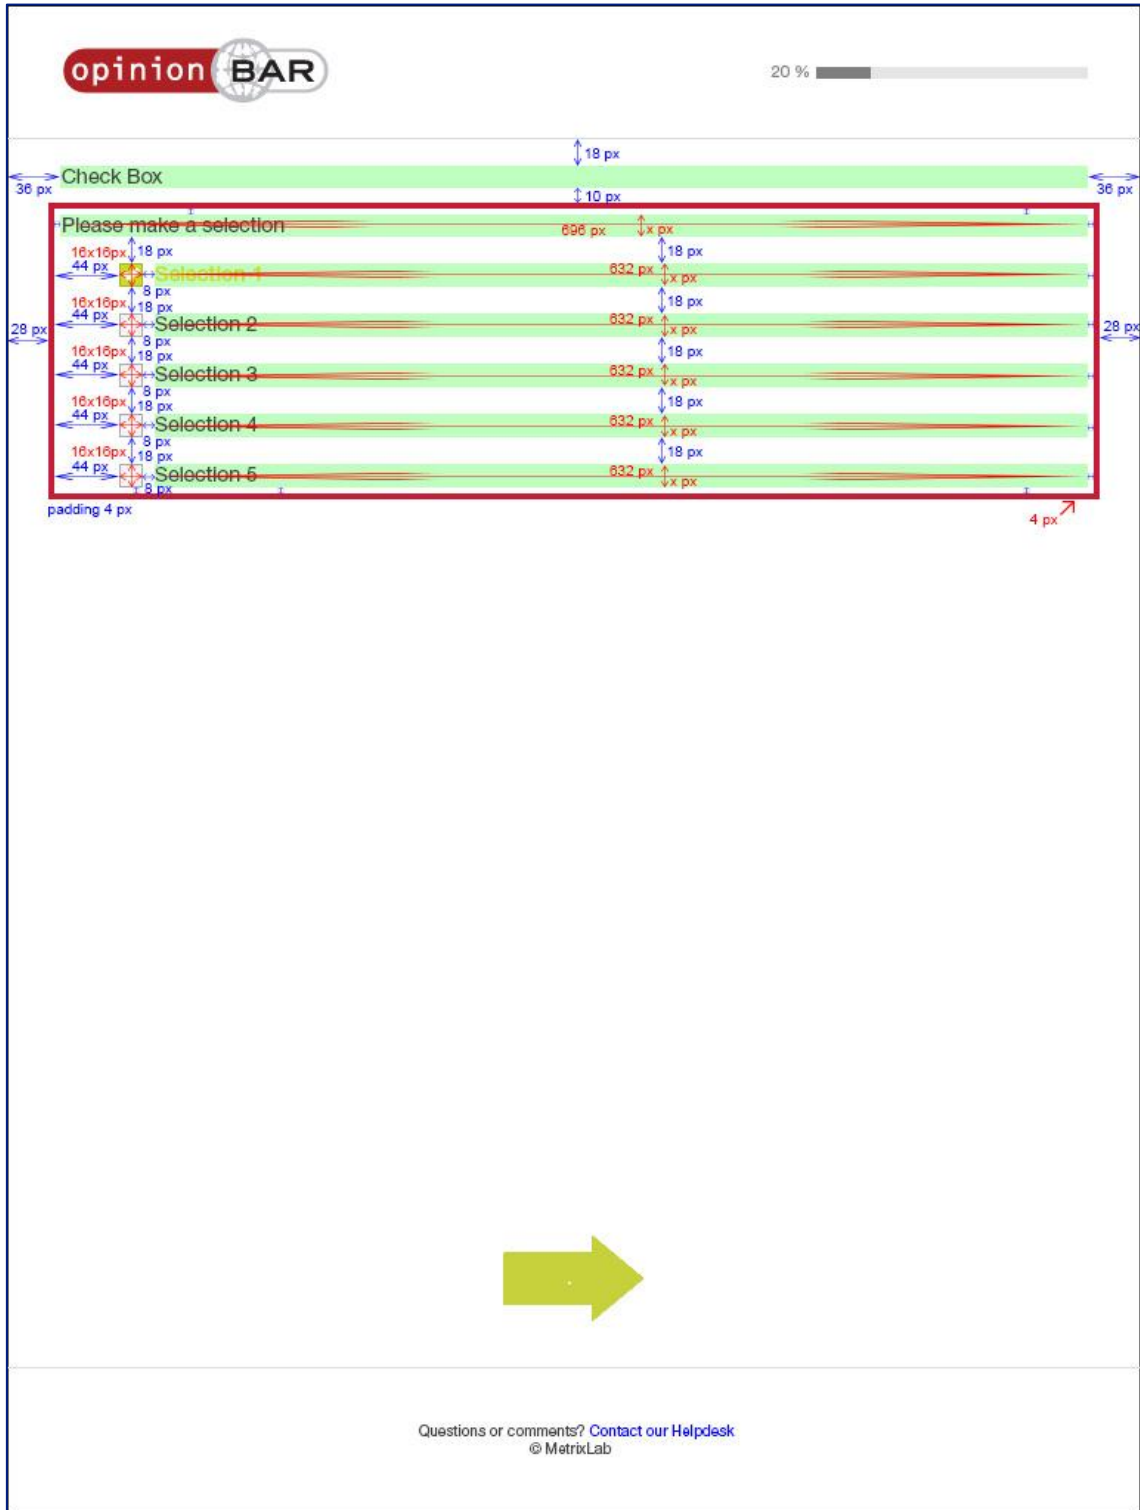 opinion BAR
20 %
18 px
Check Box
36 px
36 px
10 px
Please make a selection
696 px
x px
16x16px
18 px
18 px
44 px
Selection 1
632 px
x px
8 px
16x16px
18 px
18 px
44 px
Selection 2
632 px
x px
28 px
28 px
8 px
16x16px
18 px
18 px
44 px
Selection 3
632 px
x px
8 px
16x16px
18 px
18 px
44 px
Selection 4
632 px
x px
8 px
16x16px
18 px
18 px
44 px
Selection 5
632 px
x px
8 px
padding 4 px
4 px
Questions or comments? Contact our Helpdesk
© MetrixLab